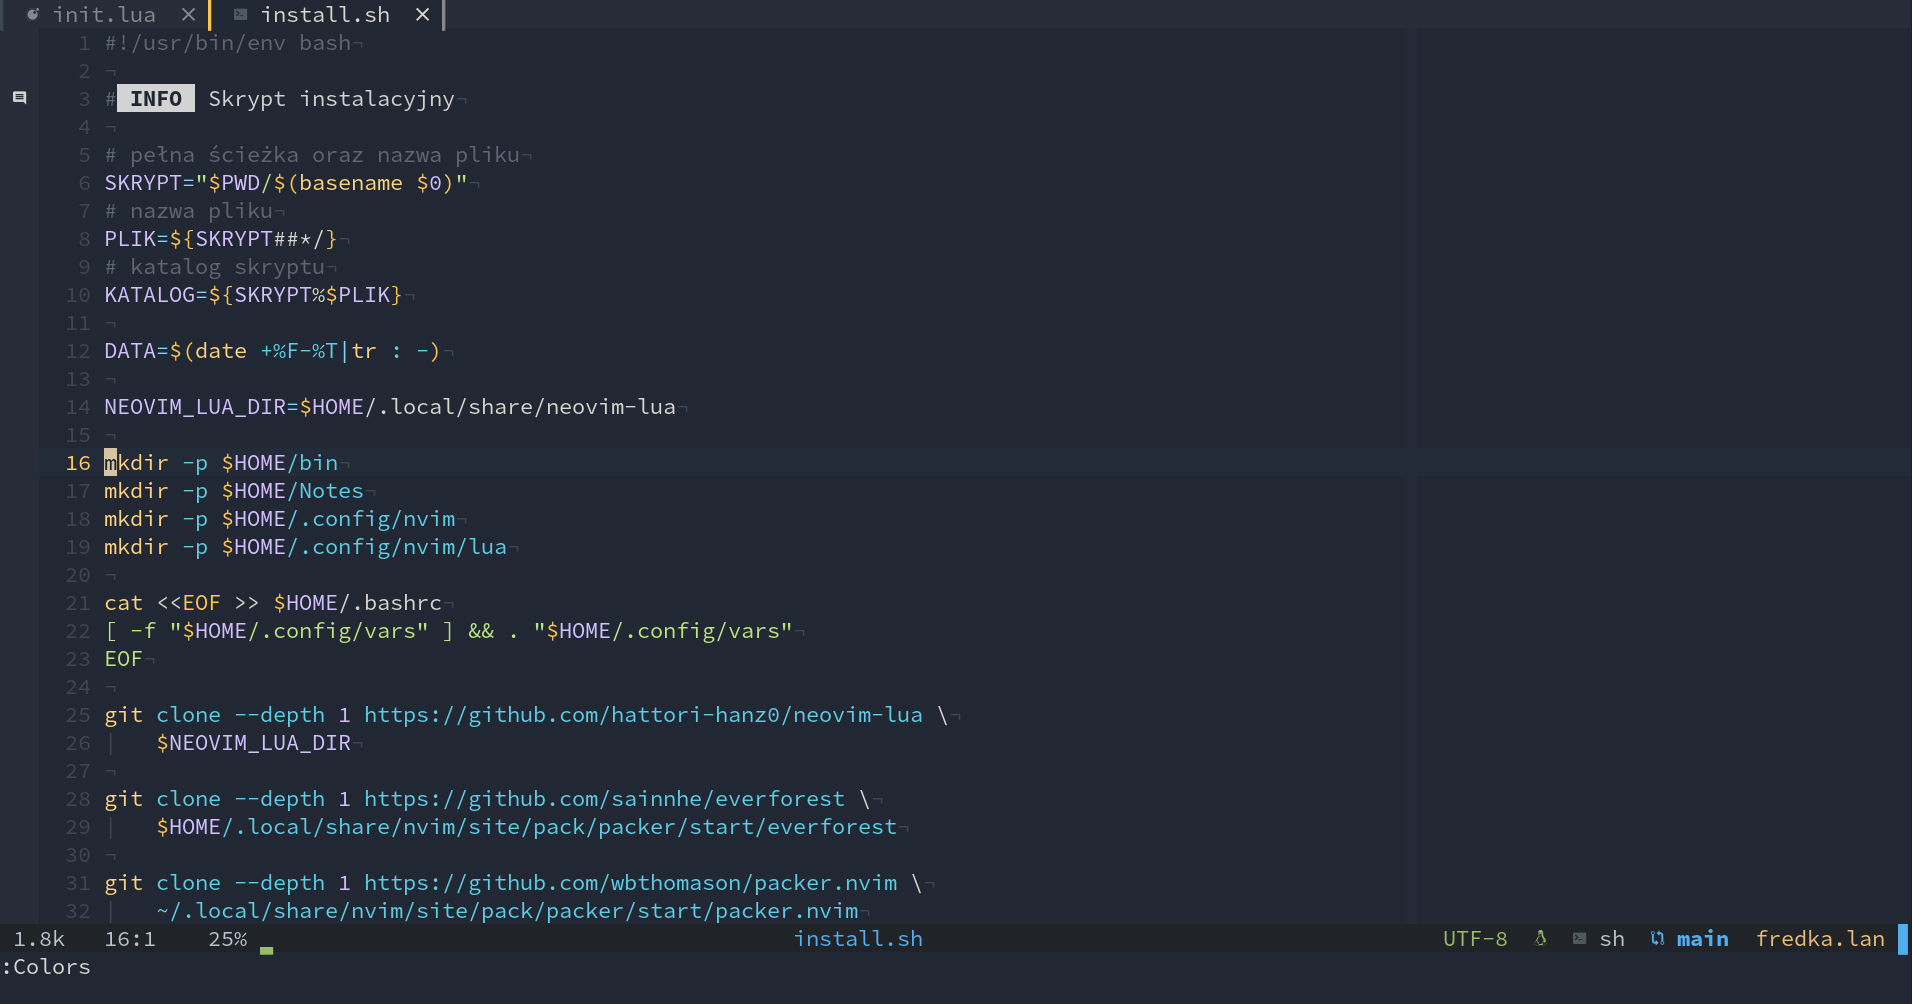 init.lua ✕ install.sh ✕
1 #!/usr/bin/env bash¬
2 ¬
3 # INFO Skrypt instalacyjny¬
4 ¬
5 # pełna ścieżka oraz nazwa pliku¬
6 SKRYPT="$PWD/$(basename $0)"¬
7 # nazwa pliku¬
8 PLIK=${SKRYPT##*/}¬
9 # katalog skryptu¬
10 KATALOG=${SKRYPT%$PLIK}¬
11 ¬
12 DATA=$(date +%F-%T|tr : -)¬
13 ¬
14 NEOVIM_LUA_DIR=$HOME/.local/share/neovim-lua¬
15 ¬
16 mkdir -p $HOME/bin¬
17 mkdir -p $HOME/Notes¬
18 mkdir -p $HOME/.config/nvim¬
19 mkdir -p $HOME/.config/nvim/lua¬
20 ¬
21 cat <<EOF >> $HOME/.bashrc¬
22 [ -f "$HOME/.config/vars" ] && . "$HOME/.config/vars"¬
23 EOF¬
24 ¬
25 git clone --depth 1 https://github.com/hattori-hanz0/neovim-lua \¬
26 │   $NEOVIM_LUA_DIR¬
27 ¬
28 git clone --depth 1 https://github.com/sainnhe/everforest \¬
29 │   $HOME/.local/share/nvim/site/pack/packer/start/everforest¬
30 ¬
31 git clone --depth 1 https://github.com/wbthomason/packer.nvim \¬
32 │   ~/.local/share/nvim/site/pack/packer/start/packer.nvim¬
1.8k 16:1 25% install.sh UTF-8 sh main fredka.lan
:Colors